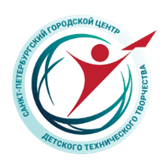 САНКТ-ПЕТЕРБУРГСКИЙ ГОРОДСКОЙ ЦЕНТР
ДЕТСКОГО ТЕХНИЧЕСКОГО ТВОРЧЕСТВА